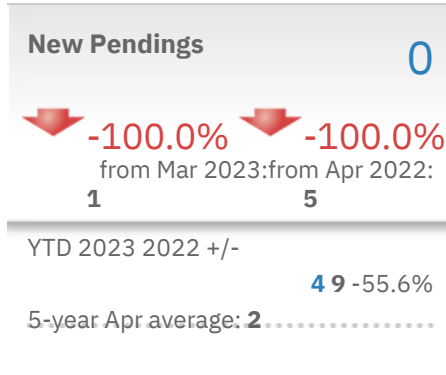 New Pendings
0
-100.0% -100.0%
from Mar 2023:from Apr 2022:
1 5
YTD 2023 2022 +/-
4 9 -55.6%
5-year Apr average: 2